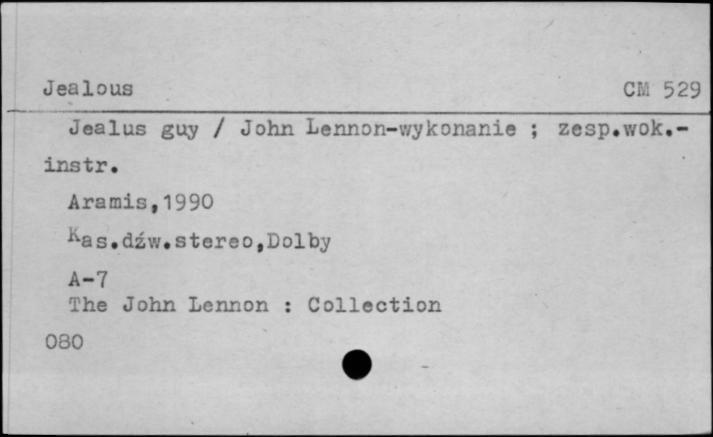 Jealous CM 529
Jealus guy / John Lennon-wykonanie ; zesp.wok.-
instr.
Aramis,1990
Kas.dźw.stereo,Dolby
A-7
The John Lennon : Collection
080